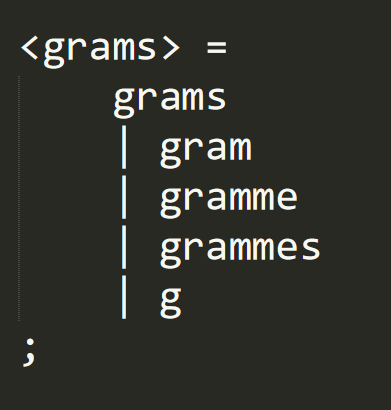 <grams> =
grams
| gram
| gramme
| grammes
| g
;